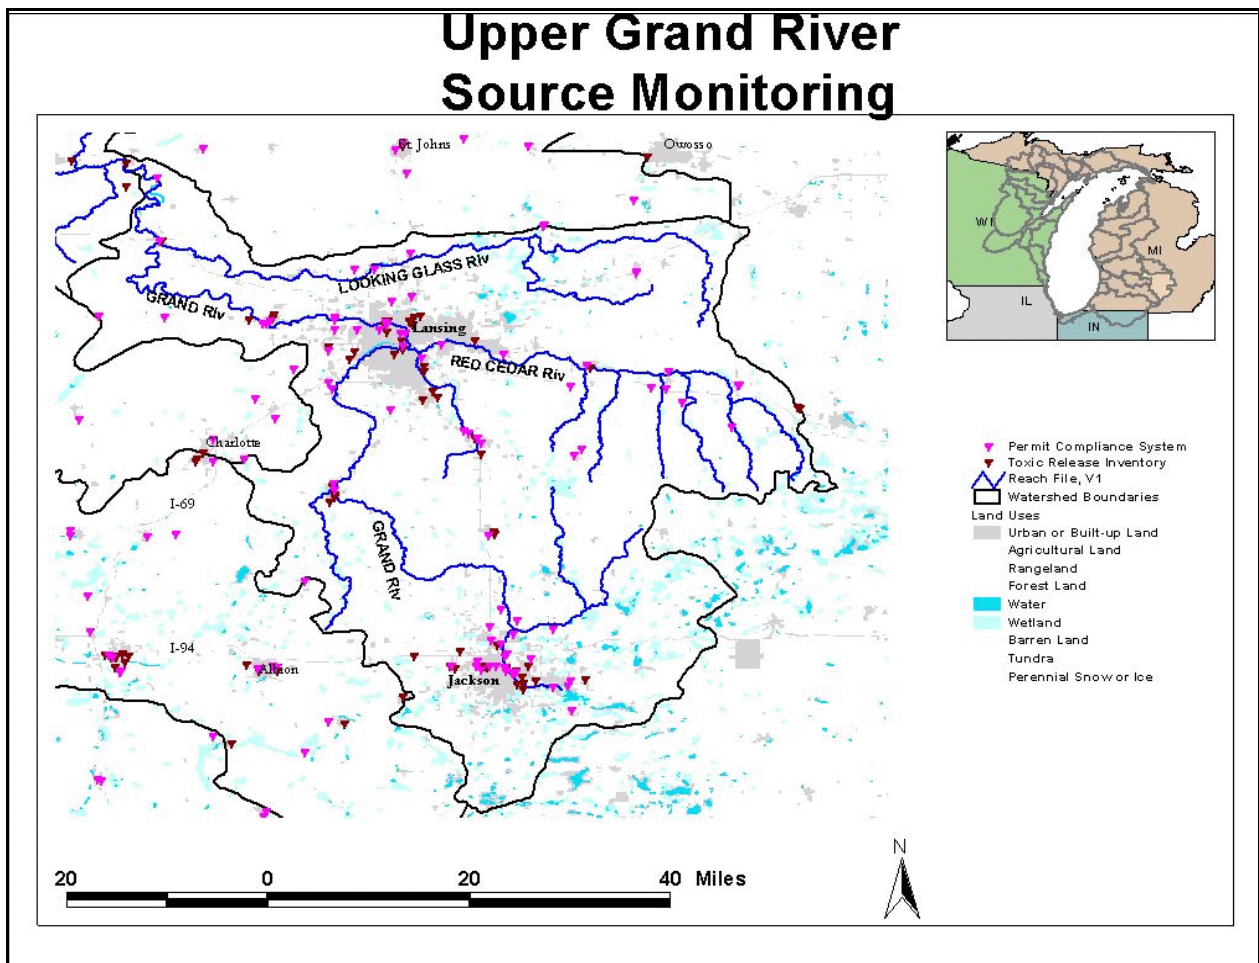 Upper Grand River
Source Monitoring
St. Johns
Owosso
LOOKING GLASS Riv
GRAND Riv
Lansing
RED CEDAR Riv
Charlotte
I-69
GRAND Riv
I-94
Albion
Jackson
WI
MI
IL
IN
Permit Compliance System
Toxic Release Inventory
Reach File, V1
Watershed Boundaries
Land Uses
Urban or Built-up Land
Agricultural Land
Rangeland
Forest Land
Water
Wetland
Barren Land
Tundra
Perennial Snow or Ice
20 0 20 40 Miles
N